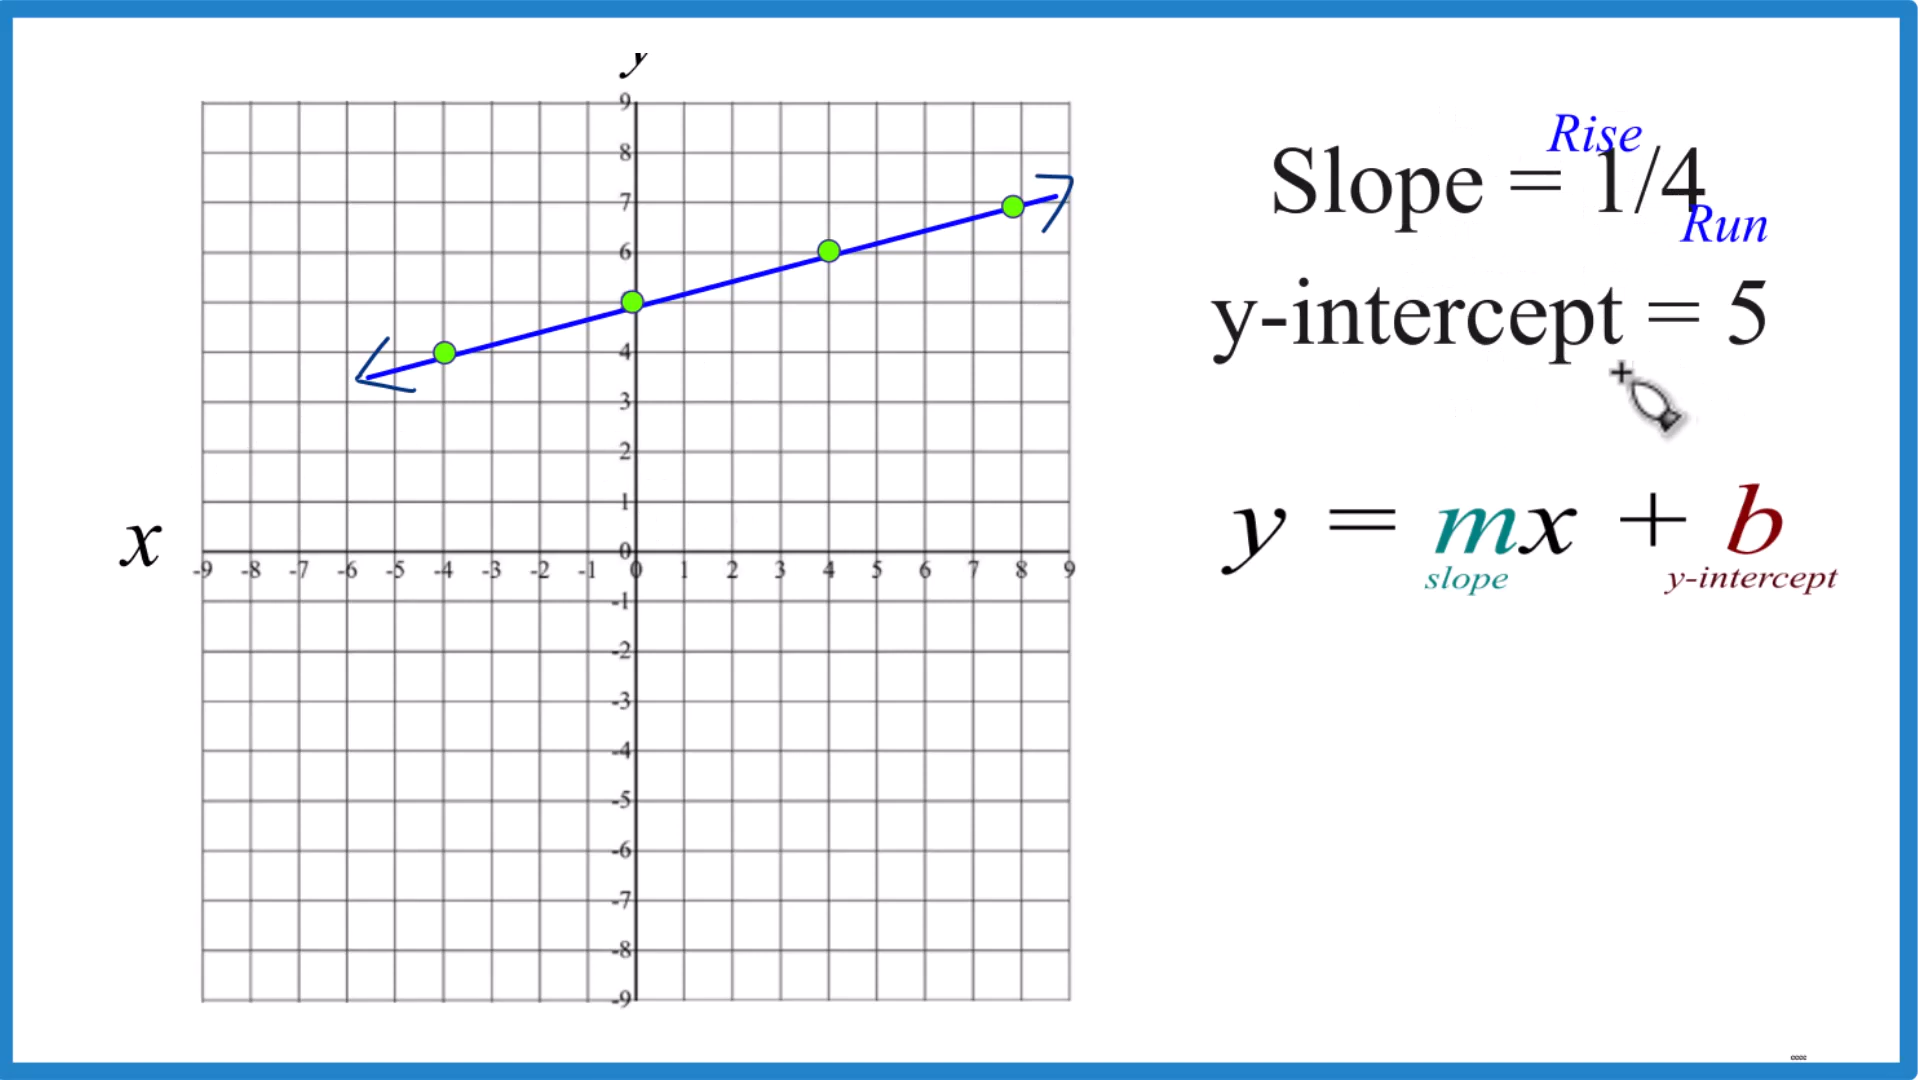 y
9
8
7
6
4
3
2
1
0
x
-9 -8 -7 -6 -5 -4 -3 -2 -1 0 1 2 3 4 5 6 7 8 9
-1
-2
-3
-4
-5
-6
-7
-8
-9
Rise
Slope = 1/4
Run
y-intercept = 5
y = mx + b
slope y-intercept